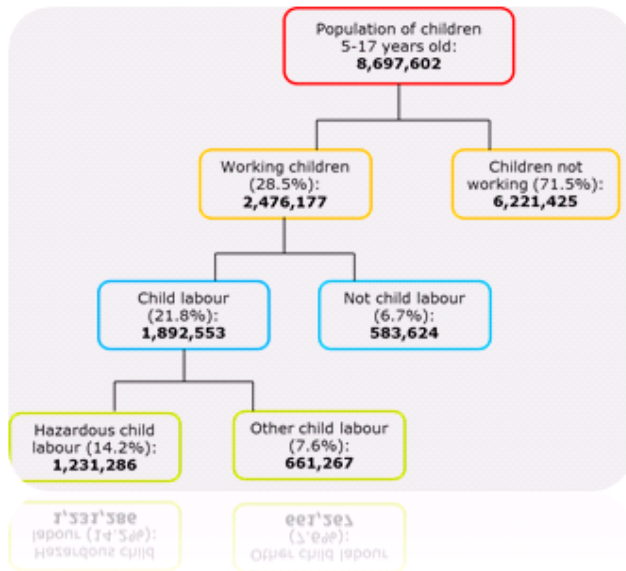 Population of children
5-17 years old:
8,697,602
Working children
(28.5%):
2,476,177
Children not
working (71.5%):
6,221,425
Child labour
(21.8%):
1,892,553
Not child labour
(6.7%):
583,624
Hazardous child
labour (14.2%):
1,231,286
Other child labour
(7.6%):
661,267